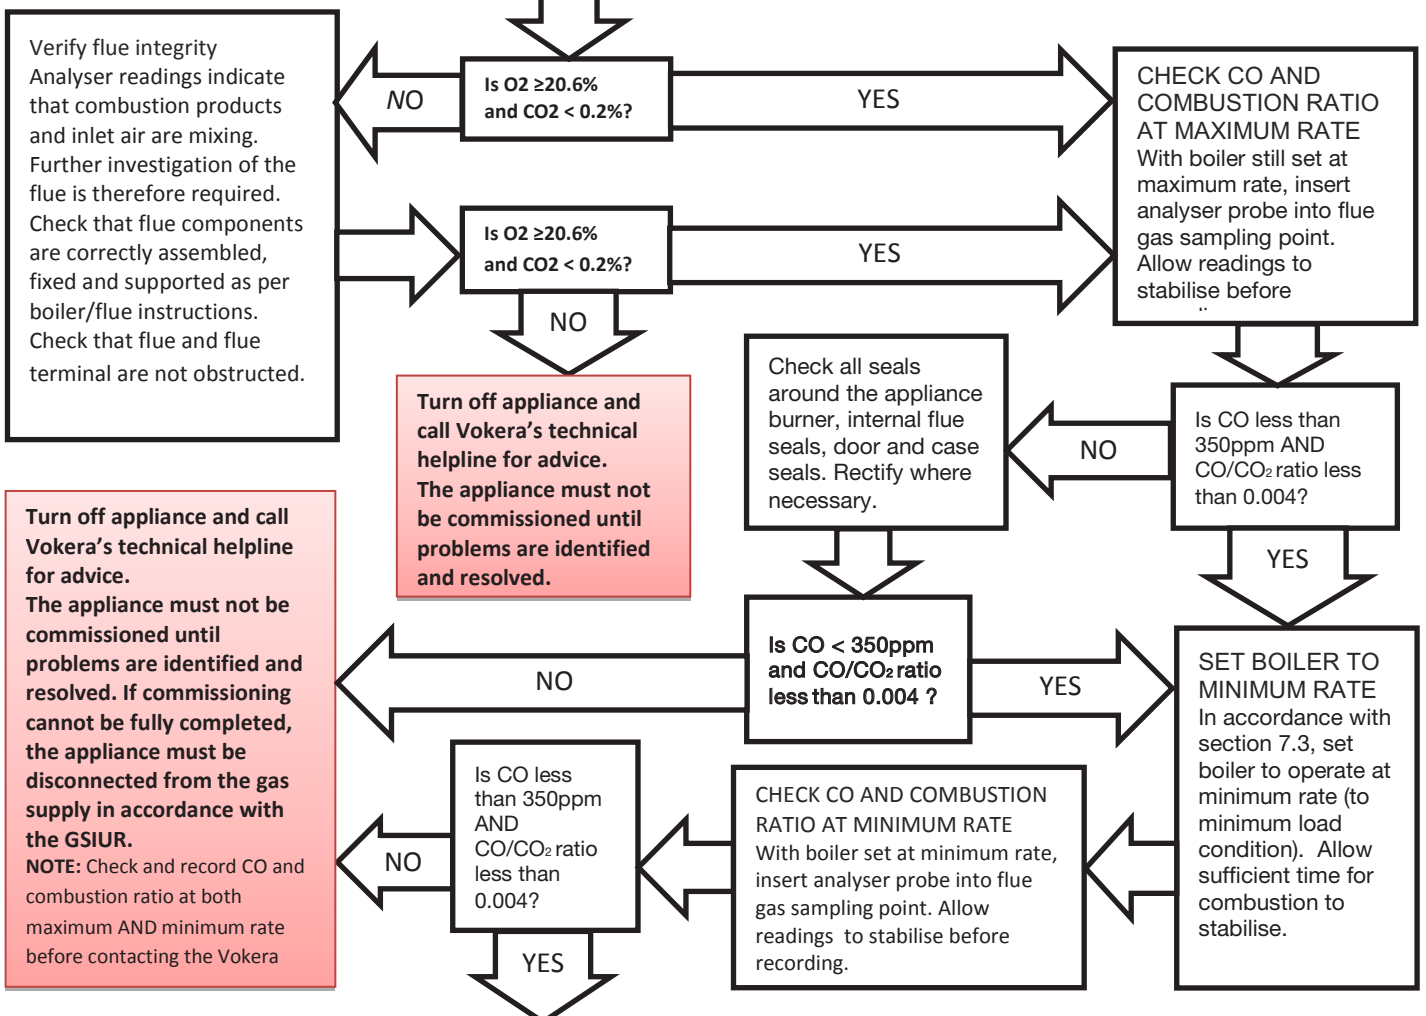 Verify flue integrity
Analyser readings indicate
that combustion products
and inlet air are mixing.
Further investigation of the
flue is therefore required.
Check that flue components
are correctly assembled,
fixed and supported as per
boiler/flue instructions.
Check that flue and flue
terminal are not obstructed.
NO
Is O2 ≥20.6%
and CO2 < 0.2%?
YES
CHECK CO AND
COMBUSTION RATIO
AT MAXIMUM RATE
With boiler still set at
maximum rate, insert
analyser probe into flue
gas sampling point.
Allow readings to
stabilise before
Is O2 ≥20.6%
and CO2 < 0.2%?
YES
NO
Turn off appliance and
call Vokera’s technical
helpline for advice.
The appliance must not
be commissioned until
problems are identified
and resolved.
Check all seals
around the appliance
burner, internal flue
seals, door and case
seals. Rectify where
necessary.
NO
Is CO less than
350ppm AND
CO/CO₂ ratio less
than 0.004?
YES
Turn off appliance and call
Vokera’s technical helpline
for advice.
The appliance must not be
commissioned until
problems are identified and
resolved. If commissioning
cannot be fully completed,
the appliance must be
disconnected from the gas
supply in accordance with
the GSIUR.
NOTE: Check and record CO and
combustion ratio at both
maximum AND minimum rate
before contacting the Vokera
NO
Is CO < 350ppm
and CO/CO₂ ratio
less than 0.004 ?
YES
SET BOILER TO
MINIMUM RATE
In accordance with
section 7.3, set
boiler to operate at
minimum rate (to
minimum load
condition). Allow
sufficient time for
combustion to
stabilise.
NO
Is CO less
than 350ppm
AND
CO/CO₂ ratio
less than
0.004?
CHECK CO AND COMBUSTION
RATIO AT MINIMUM RATE
With boiler set at minimum rate,
insert analyser probe into flue
gas sampling point. Allow
readings to stabilise before
recording.
YES